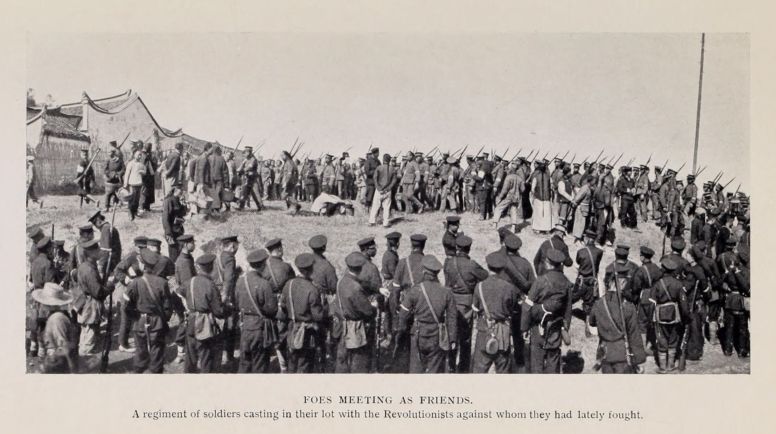 FOES MEETING AS FRIENDS.
A regiment of soldiers casting in their lot with the Revolutionists against whom they had lately fought.